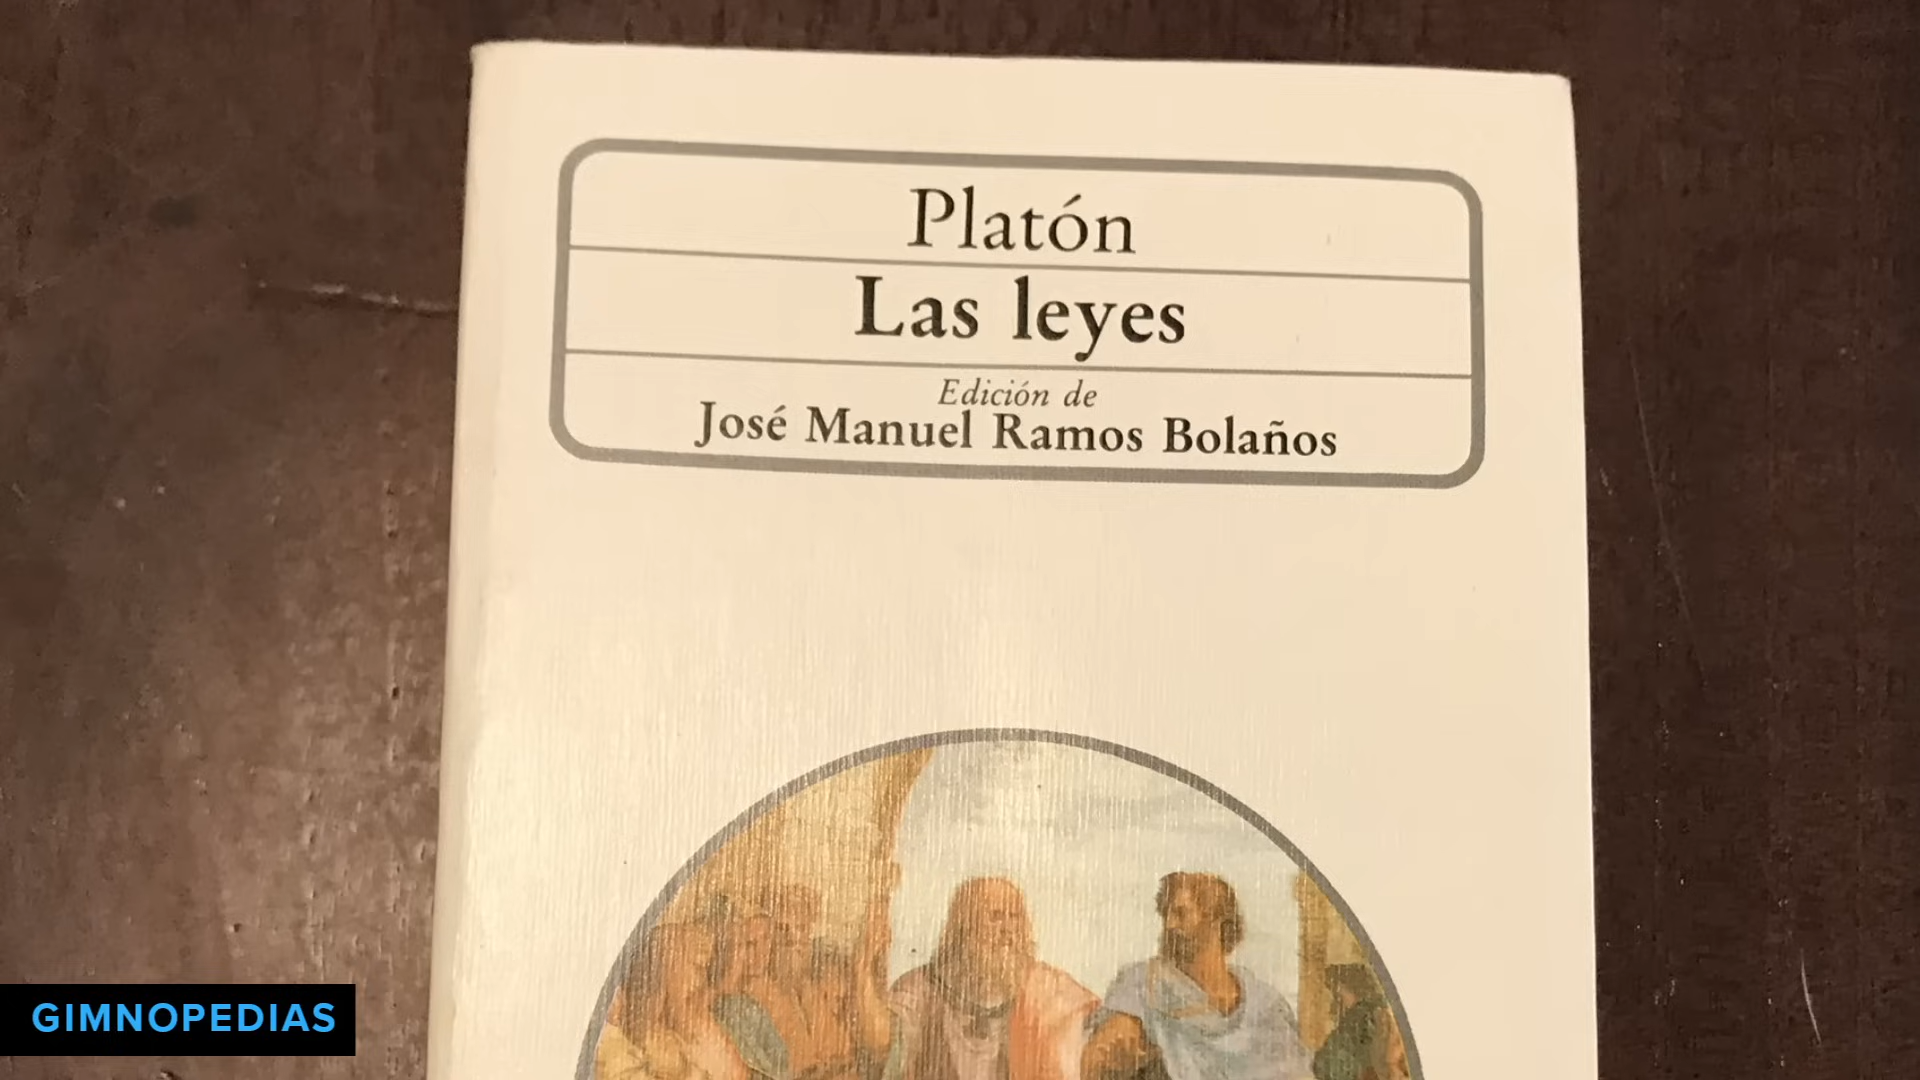 Platón
Las leyes
Edición de
José Manuel Ramos Bolaños
GIMNOPEDIAS